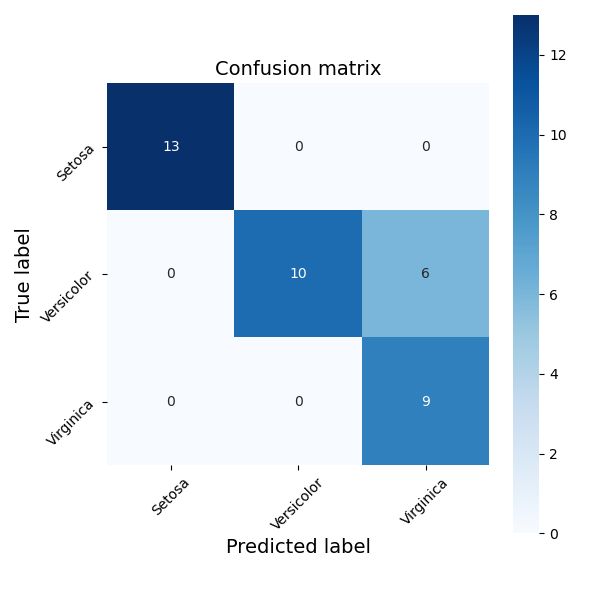 Confusion matrix
True label
Setosa
13 0 0
Versicolor
0 10 6
Virginica
0 0 9
Setosa Versicolor Virginica
Predicted label
12
10
8
6
4
2
0